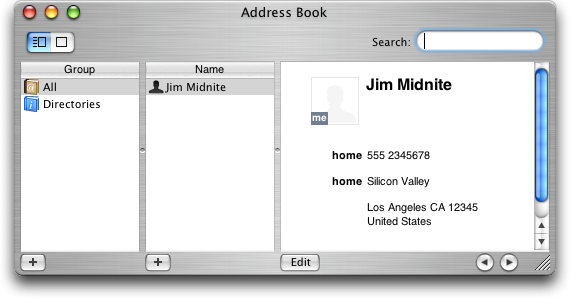 Address Book
Search:
Group
Name
All
Directories
Jim Midnite
Jim Midnite
me
home 555 2345678
home Silicon Valley
Los Angeles CA 12345
United States
+
+
Edit